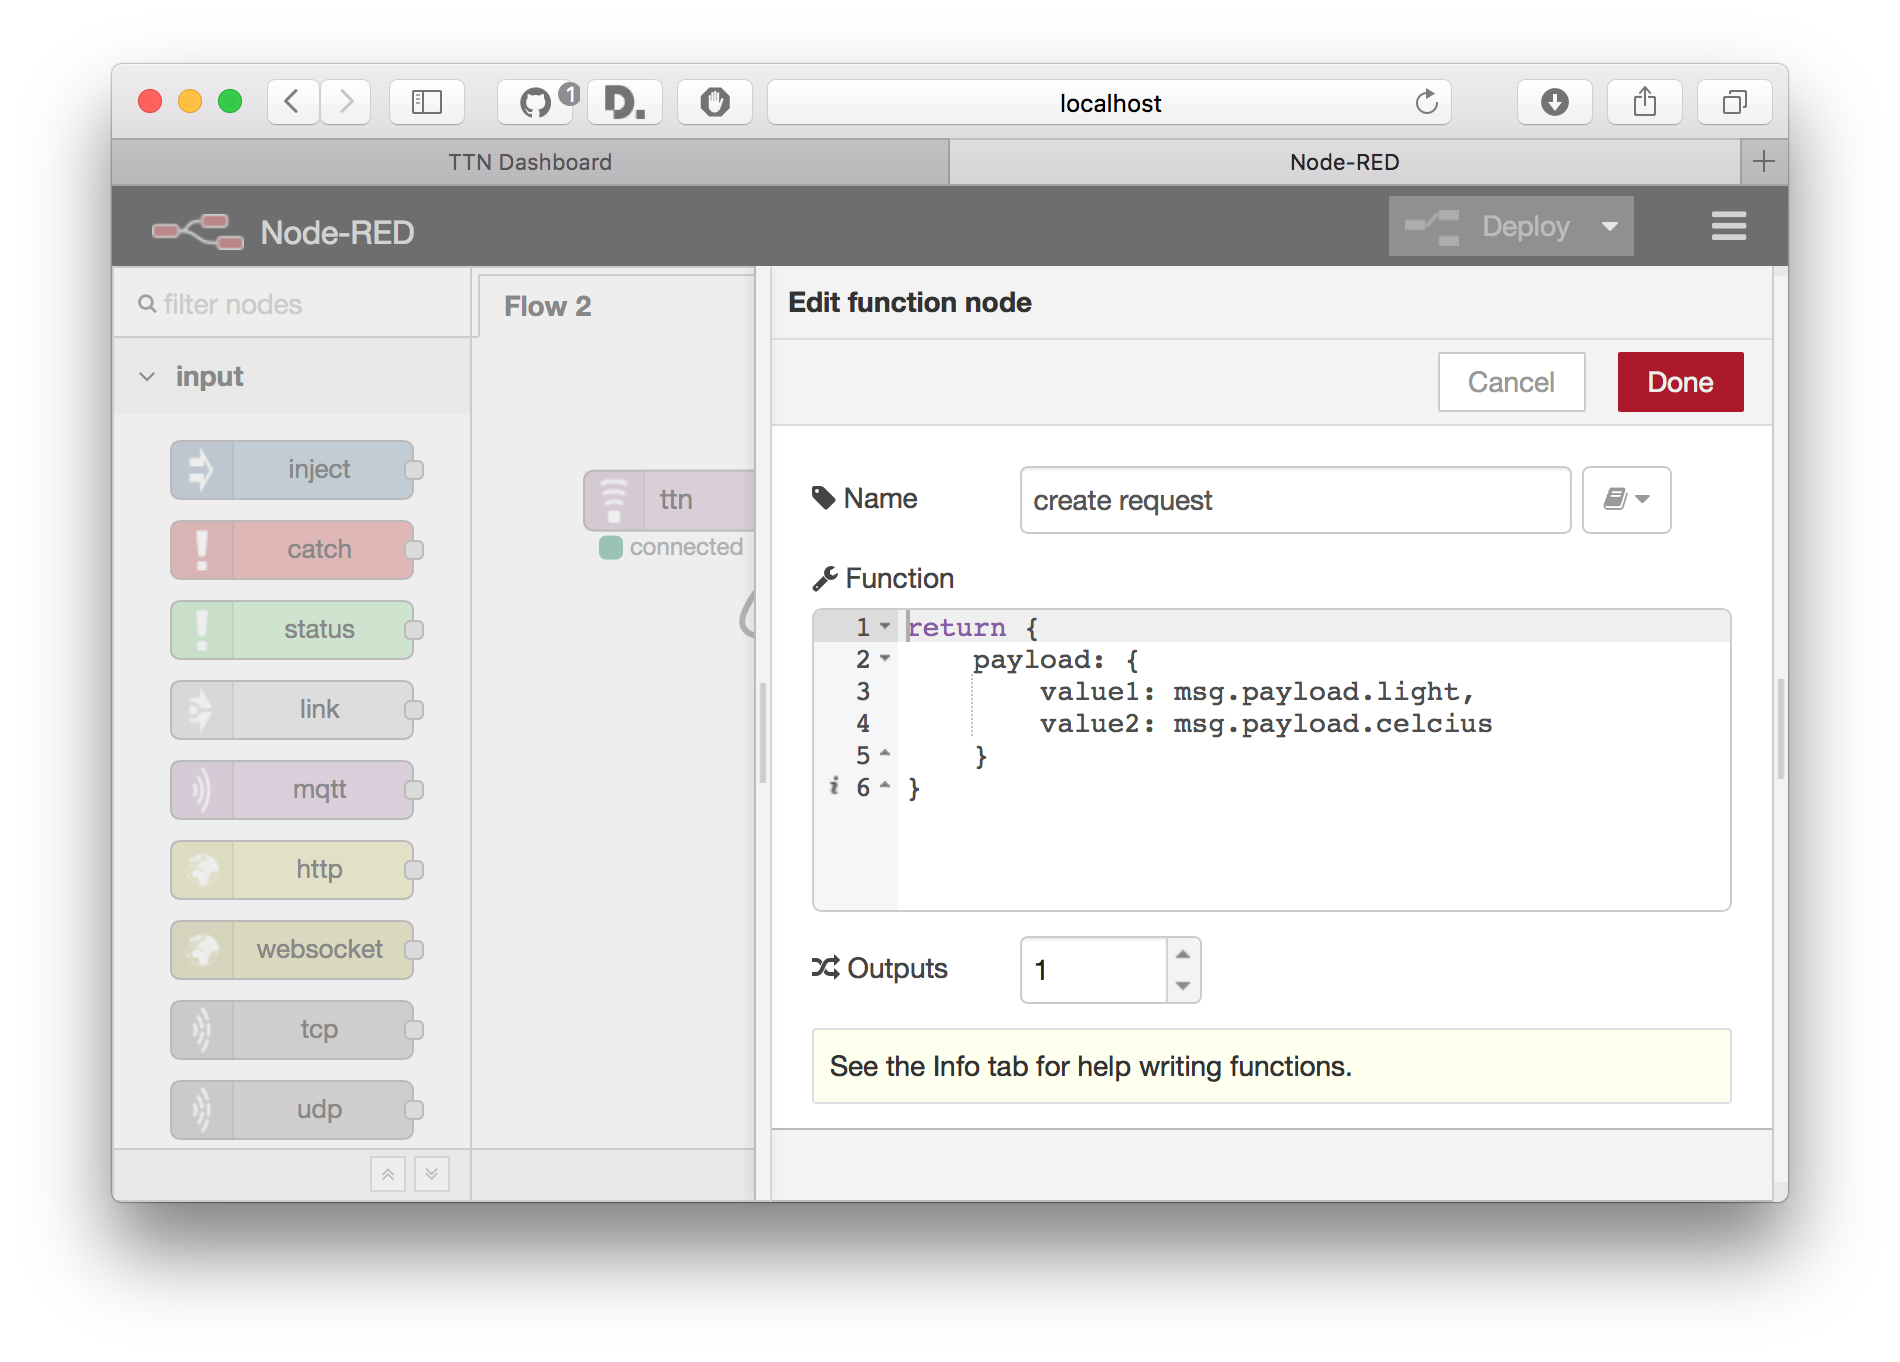 1
D.
localhost
TTN Dashboard
Node-RED
Node-RED
Deploy
filter nodes
Flow 2
Edit function node
input
Cancel
Done
inject
catch
status
link
mqtt
http
websocket
tcp
udp
ttn
connected
Name
create request
Function
1 return {
2 payload: {
3 value1: msg.payload.light,
4 value2: msg.payload.celcius
5 }
i 6 }
Outputs
1
See the Info tab for help writing functions.